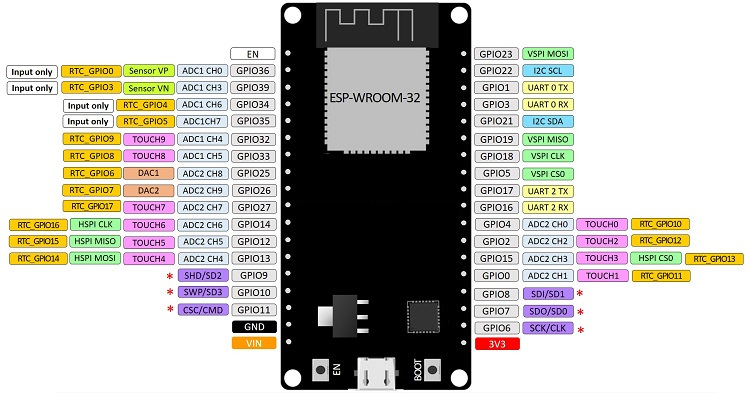 EN GPIO23 VSPI MOSI
Input only RTC_GPIO0 Sensor VP ADC1 CH0 GPIO36 GPIO22 I2C SCL
Input only RTC_GPIO3 Sensor VN ADC1 CH3 GPIO39 GPIO1 UART 0 TX
Input only RTC_GPIO4 ADC1 CH6 GPIO34 ESP-WROOM-32 GPIO3 UART 0 RX
Input only RTC_GPIO5 ADC1CH7 GPIO35 GPIO21 I2C SDA
RTC_GPIO9 TOUCH9 ADC1 CH4 GPIO32 GPIO19 VSPI MISO
RTC_GPIO8 TOUCH8 ADC1 CH5 GPIO33 GPIO18 VSPI CLK
RTC_GPIO6 DAC1 ADC2 CH8 GPIO25 GPIO5 VSPI CS0
RTC_GPIO7 DAC2 ADC2 CH9 GPIO26 GPIO17 UART 2 TX
RTC_GPIO17 TOUCH7 ADC2 CH7 GPIO27 GPIO16 UART 2 RX
RTC_GPIO16 HSPI CLK TOUCH6 ADC2 CH6 GPIO14 GPIO4 ADC2 CH0 TOUCH0 RTC_GPIO10
RTC_GPIO15 HSPI MISO TOUCH5 ADC2 CH5 GPIO12 GPIO2 ADC2 CH2 TOUCH2 RTC_GPIO12
RTC_GPIO14 HSPI MOSI TOUCH4 ADC2 CH4 GPIO13 GPIO15 ADC2 CH3 TOUCH3 HSPI CS0 RTC_GPIO13
* SHD/SD2 GPIO9 GPIO0 ADC2 CH1 TOUCH1 RTC_GPIO11
* SWP/SD3 GPIO10 GPIO8 SDI/SD1 *
* CSC/CMD GPIO11 GPIO7 SDO/SD0 *
GND GPIO6 SCK/CLK *
VIN 3V3
EN BOOT